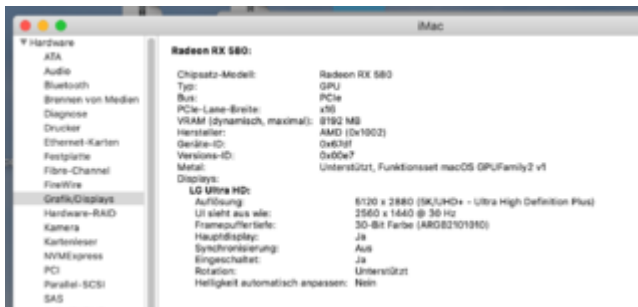 iMac
Hardware
ATA
Audio
Bluetooth
Brennen von Medien
Diagnose
Drucker
Ethernet-Karten
Festplatte
Fibre-Channel
FireWire
Grafik/Displays
Hardware-RAID
Kamera
Kartenleser
NVMExpress
PCI
Parallel-SCSI
SAS
Radeon RX 580:
Chipsatz-Modell: Radeon RX 580
Typ: GPU
Bus: PCIe
PCIe-Lane-Breite: x16
VRAM (dynamisch, maximal): 8192 MB
Hersteller: AMD (0x1002)
Geräte-ID: 0x67df
Versions-ID: 0x00e7
Metal: Unterstützt, Funktionsset macOS GPUFamily2 v1
Displays:
LG Ultra HD:
Auflösung: 5120 x 2880 (5K/UHD+ - Ultra High Definition Plus)
UI sieht aus wie: 2560 x 1440 @ 30 Hz
Framepuffertiefe: 30-Bit Farbe (ARGB2101010)
Hauptdisplay: Ja
Synchronisierung: Aus
Eingeschaltet: Ja
Rotation: Unterstützt
Helligkeit automatisch anpassen: Nein